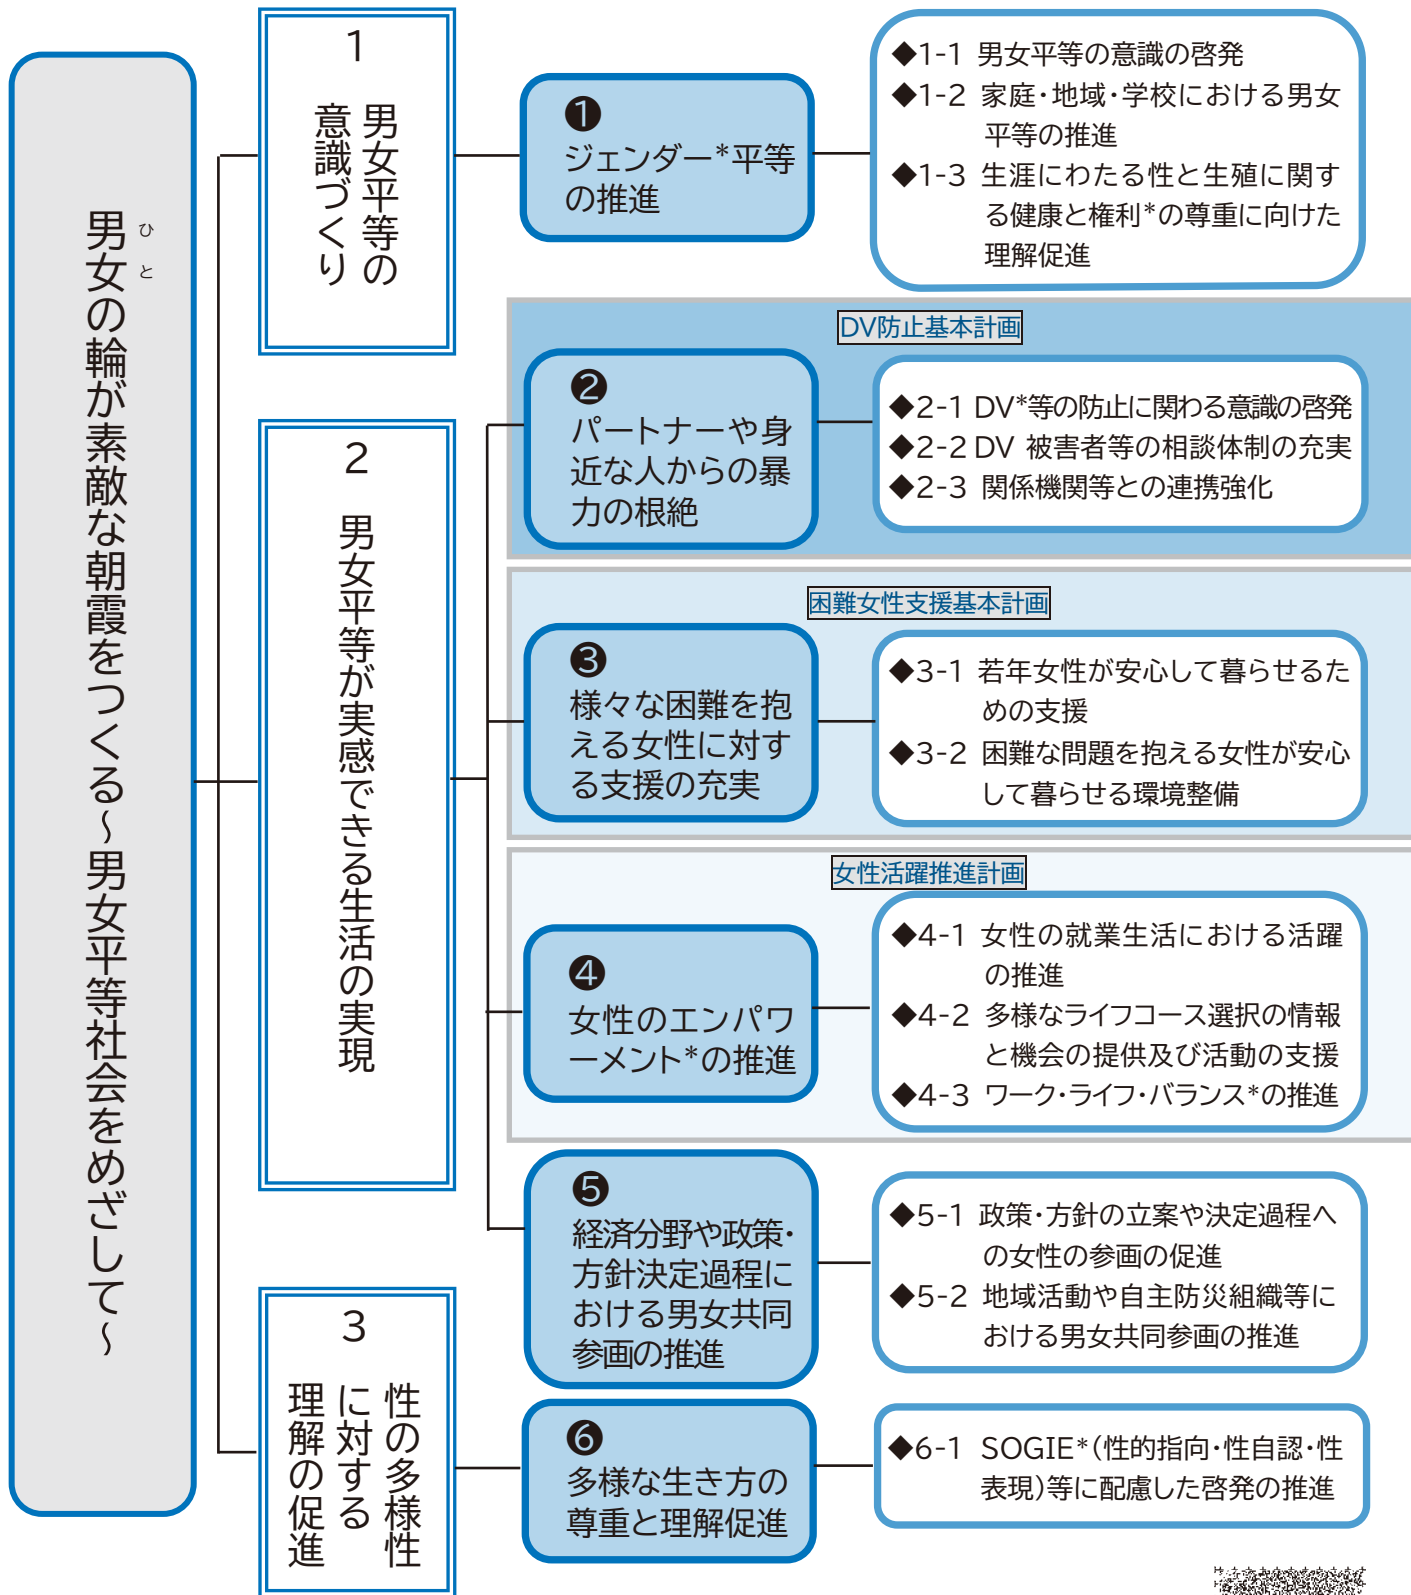 男女の輪が素敵な朝霞をつくる～男女平等社会をめざして～
ひと
1
男女平等の
意識づくり
❶
ジェンダー*平等
の推進
◆1-1 男女平等の意識の啓発
◆1-2 家庭・地域・学校における男女
平等の推進
◆1-3 生涯にわたる性と生殖に関す
る健康と権利*の尊重に向けた
理解促進
2
男女平等が実感できる生活の実現
DV防止基本計画
❷
パートナーや身
近な人からの暴
力の根絶
◆2-1 DV*等の防止に関わる意識の啓発
◆2-2 DV 被害者等の相談体制の充実
◆2-3 関係機関等との連携強化
困難女性支援基本計画
❸
様々な困難を抱
える女性に対す
る支援の充実
◆3-1 若年女性が安心して暮らせるた
めの支援
◆3-2 困難な問題を抱える女性が安心
して暮らせる環境整備
女性活躍推進計画
❹
女性のエンパワ
ーメント*の推進
◆4-1 女性の就業生活における活躍
の推進
◆4-2 多様なライフコース選択の情報
と機会の提供及び活動の支援
◆4-3 ワーク・ライフ・バランス*の推進
❺
経済分野や政策・
方針決定過程に
おける男女共同
参画の推進
◆5-1 政策・方針の立案や決定過程へ
の女性の参画の促進
◆5-2 地域活動や自主防災組織等に
おける男女共同参画の推進
3
性の多様性
に対する
理解の促進
❻
多様な生き方の
尊重と理解促進
◆6-1 SOGIE*(性的指向・性自認・性
表現)等に配慮した啓発の推進